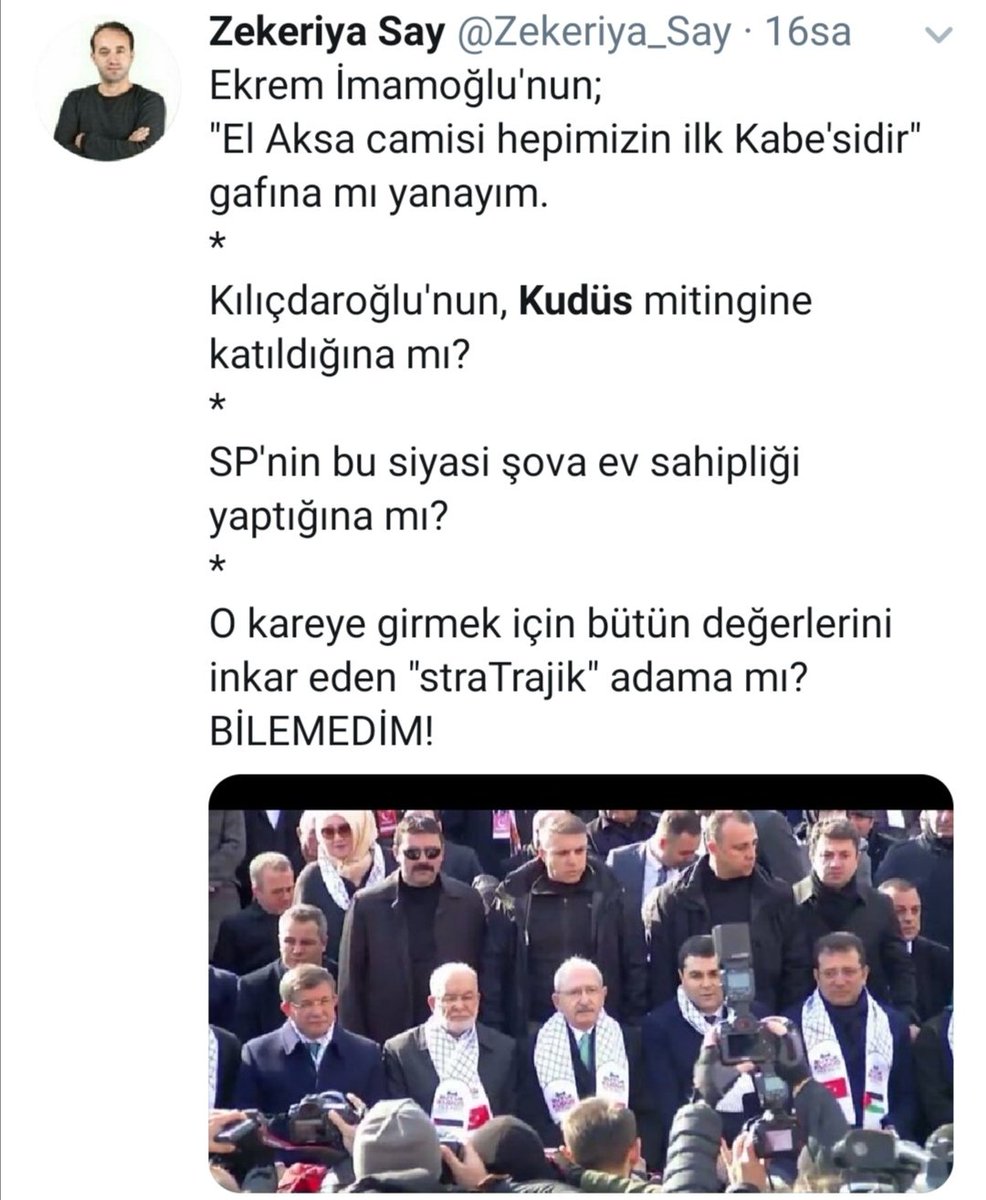 Zekeriya Say @Zekeriya_Say · 16sa
Ekrem İmamoğlu'nun;
"El Aksa camisi hepimizin ilk Kabe'sidir"
gafına mı yanayım.
*
Kılıçdaroğlu'nun, Kudüs mitingine
katıldığına mı?
*
SP'nin bu siyasi şova ev sahipliği
yaptığına mı?
*
O kareye girmek için bütün değerlerini
inkar eden "straTrajik" adama mı?
BİLEMEDİM!